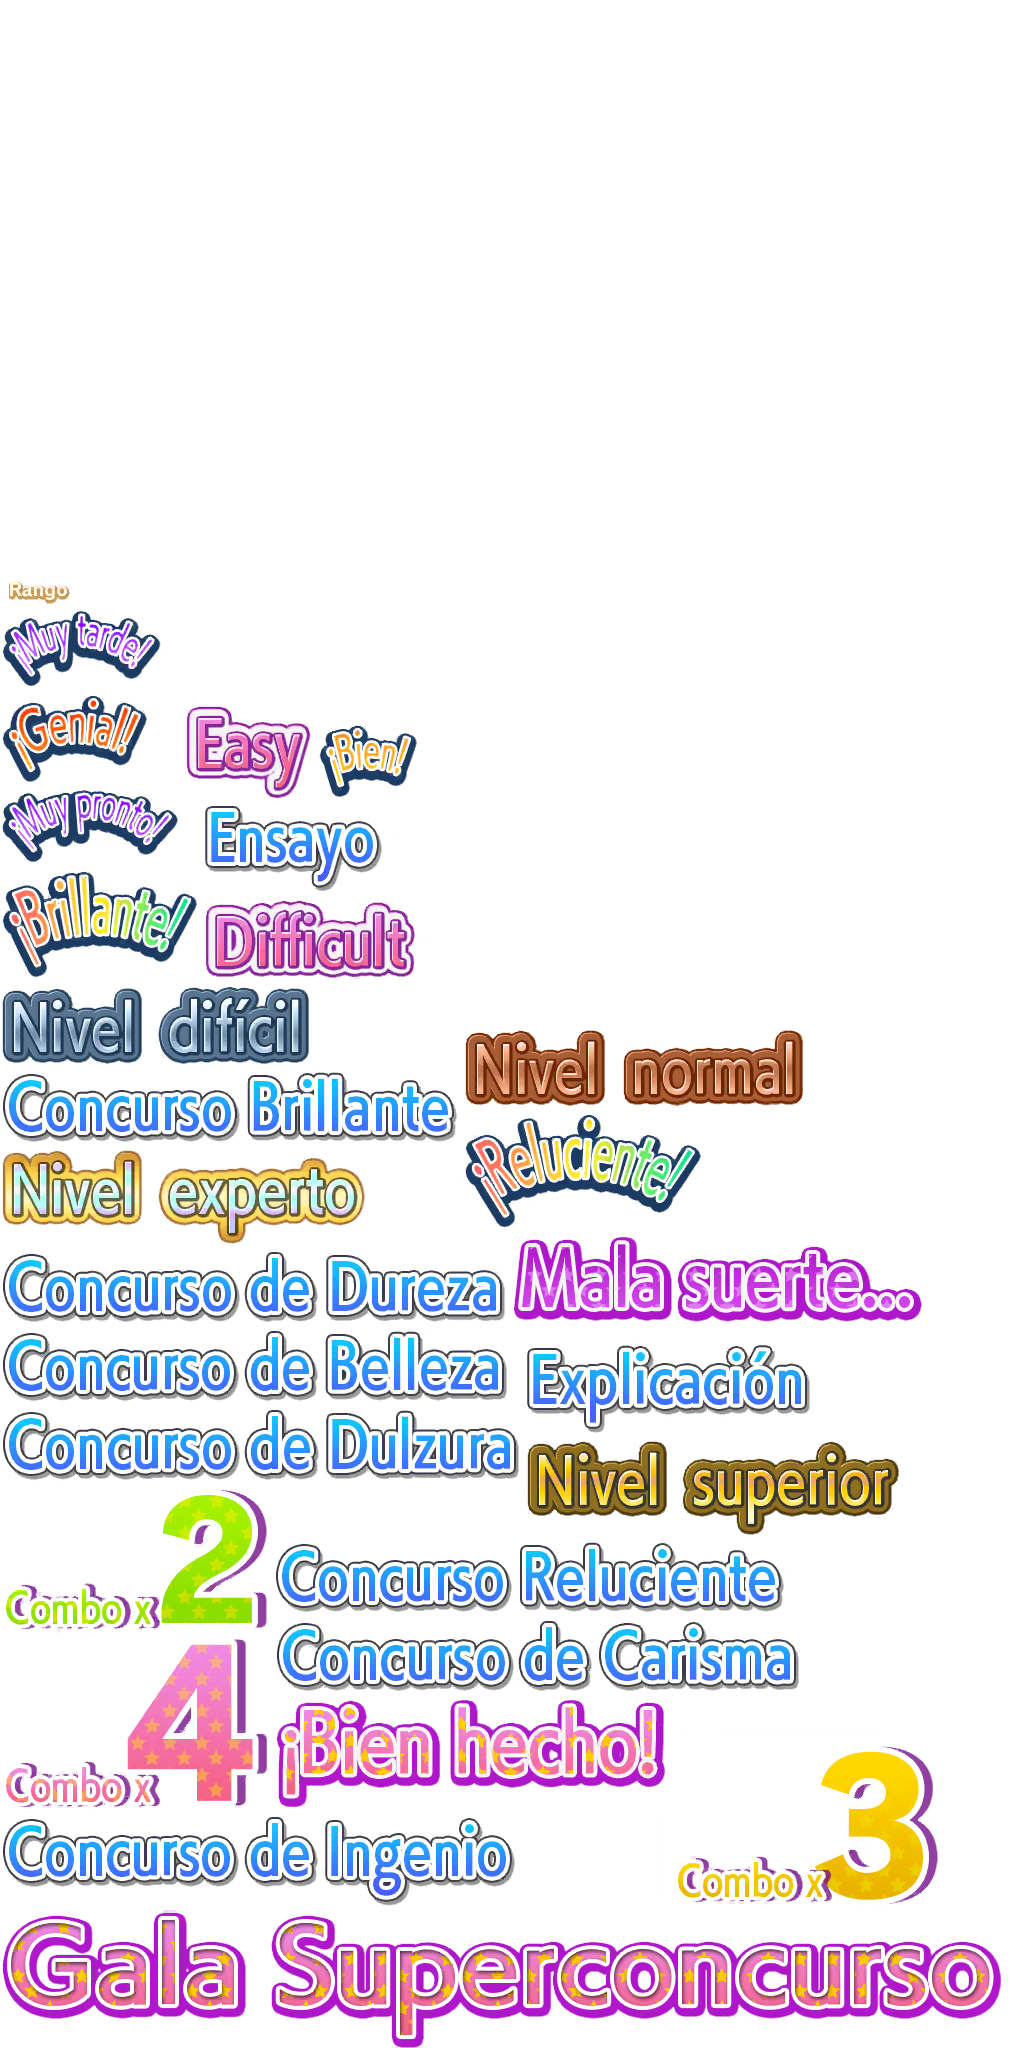 Rango
¡Muy tarde!
¡Genial!
Easy
¡Bien!
¡Muy pronto!
Ensayo
¡Brillante!
Difficult
Nivel difícil
Nivel normal
Concurso Brillante
¡Reluciente!
Nivel experto
Concurso de Dureza
Mala suerte...
Concurso de Belleza
Explicación
Concurso de Dulzura
Nivel superior
Combo x 2
Concurso Reluciente
Concurso de Carisma
Combo x 4
¡Bien hecho!
Concurso de Ingenio
Combo x 3
Gala Superconcurso